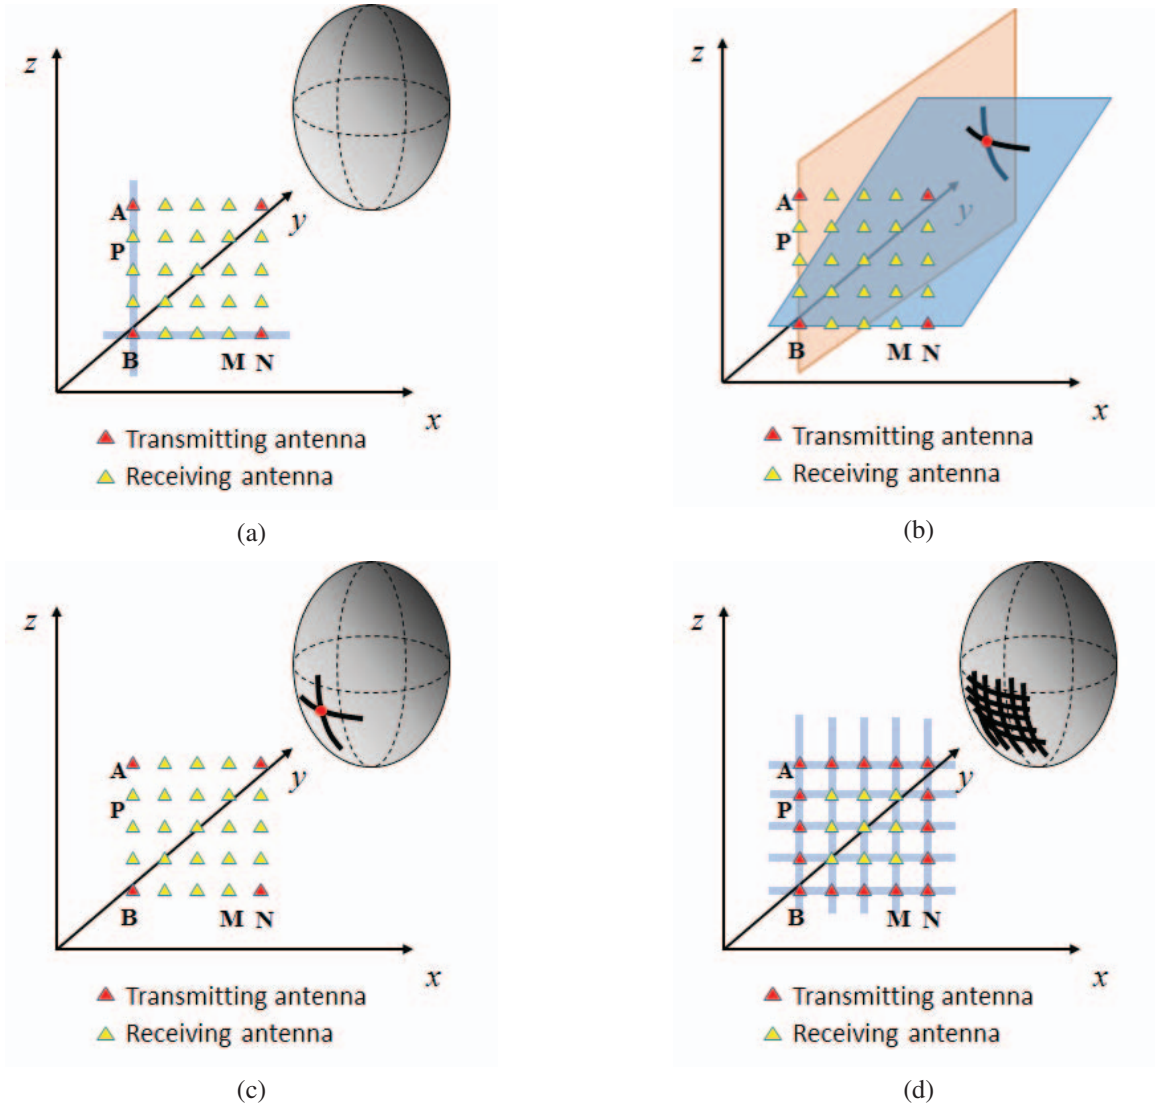 z
A
P
y
B M N
x
Transmitting antenna
Receiving antenna
(a)
z
A
P
y
B M N
x
Transmitting antenna
Receiving antenna
(b)
z
A
P
y
B M N
x
Transmitting antenna
Receiving antenna
(c)
z
A
P
y
B M N
x
Transmitting antenna
Receiving antenna
(d)